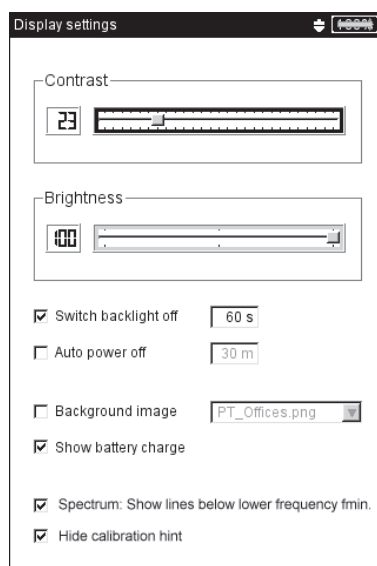 Display settings 100%
Contrast
23
Brightness
100
Switch backlight off 60 s
Auto power off 30 m
Background image PT_Offices.png
Show battery charge
Spectrum: Show lines below lower frequency fmin.
Hide calibration hint